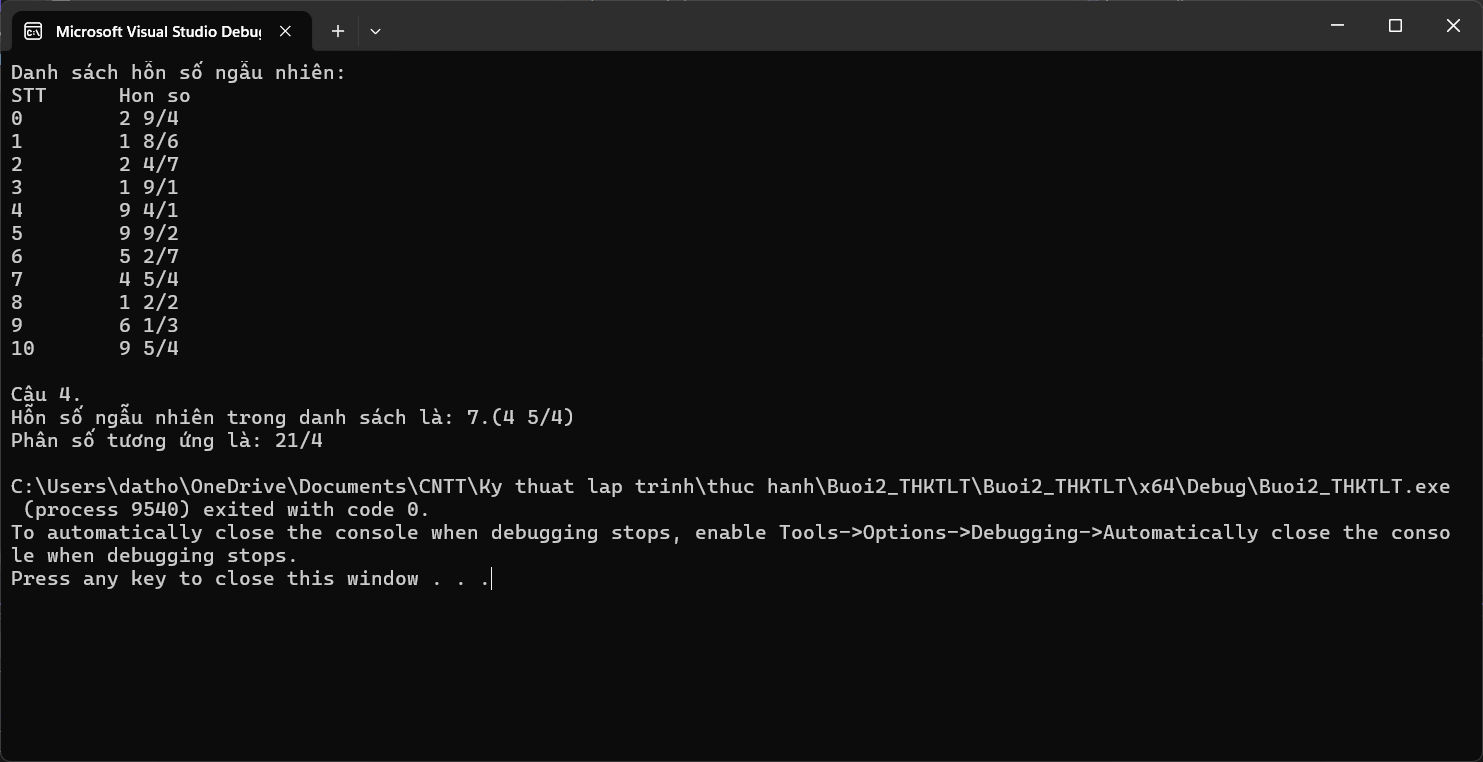 Microsoft Visual Studio Debug
Danh sách hỗn số ngẫu nhiên:
STT Hon so
0 2 9/4
1 1 8/6
2 2 4/7
3 1 9/1
4 9 4/1
5 9 9/2
6 5 2/7
7 4 5/4
8 1 2/2
9 6 1/3
10 9 5/4
Câu 4.
Hỗn số ngẫu nhiên trong danh sách là: 7.(4 5/4)
Phân số tương ứng là: 21/4
C:\Users\datho\OneDrive\Documents\CNTT\Ky thuat lap trinh\thuc hanh\Buoi2_THKTLT\Buoi2_THKTLT\x64\Debug\Buoi2_THKTLT.exe
(process 9540) exited with code 0.
To automatically close the console when debugging stops, enable Tools->Options->Debugging->Automatically close the conso
le when debugging stops.
Press any key to close this window . . .